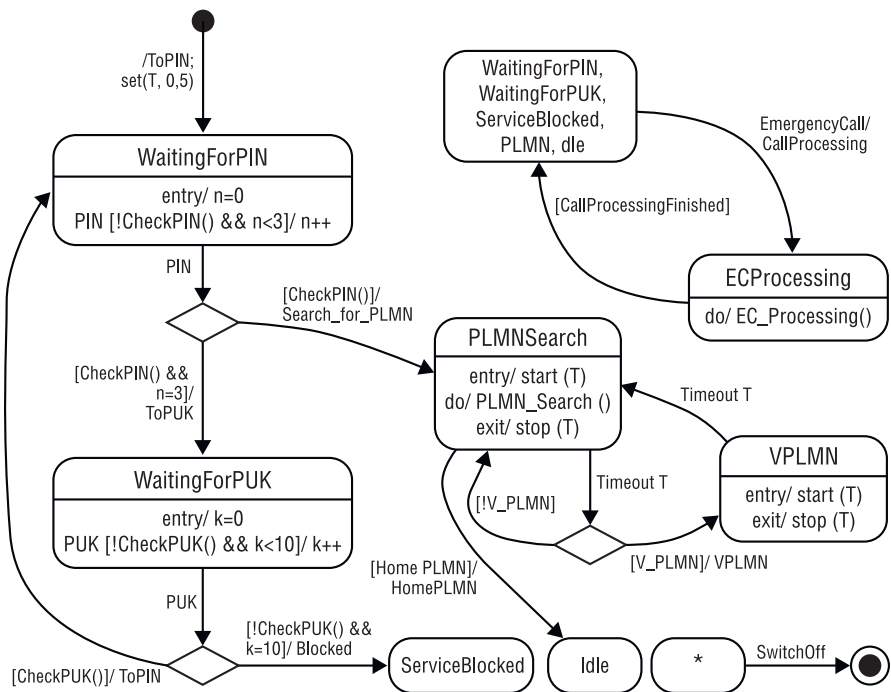 /ToPIN;
set(T, 0,5)
WaitingForPIN
entry/ n=0
PIN [!CheckPIN() && n<3]/ n++
PIN
[CheckPIN()]/
Search_for_PLMN
[CheckPIN() &&
n=3]/
ToPUK
WaitingForPUK
entry/ k=0
PUK [!CheckPUK() && k<10]/ k++
PUK
[CheckPUK()]/ ToPIN
[!CheckPUK() &&
k=10]/ Blocked
ServiceBlocked
WaitingForPIN,
WaitingForPUK,
ServiceBlocked,
PLMN, dle
EmergencyCall/
CallProcessing
[CallProcessingFinished]
ECProcessing
do/ EC_Processing()
PLMNSearch
entry/ start (T)
do/ PLMN_Search ()
exit/ stop (T)
Timeout T
VPLMN
entry/ start (T)
exit/ stop (T)
Timeout T
[!V_PLMN]
[V_PLMN]/ VPLMN
[Home PLMN]/
HomePLMN
Idle
*
SwitchOff